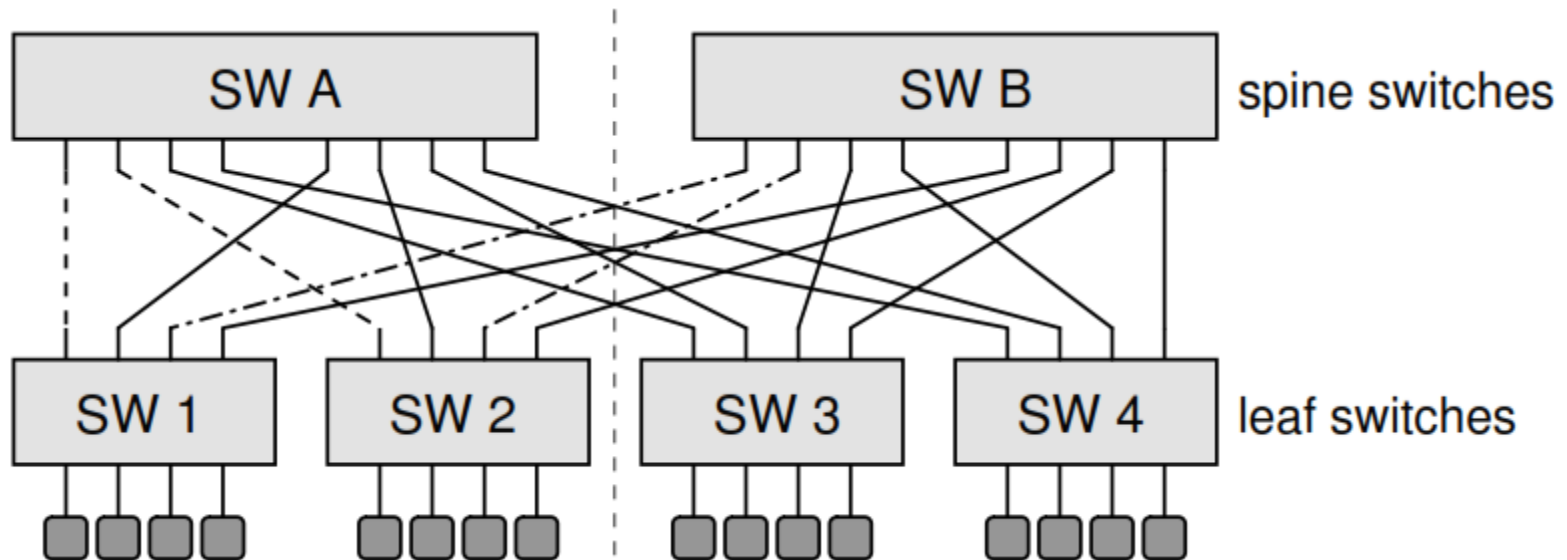 SW A
SW B
spine switches
SW 1
SW 2
SW 3
SW 4
leaf switches